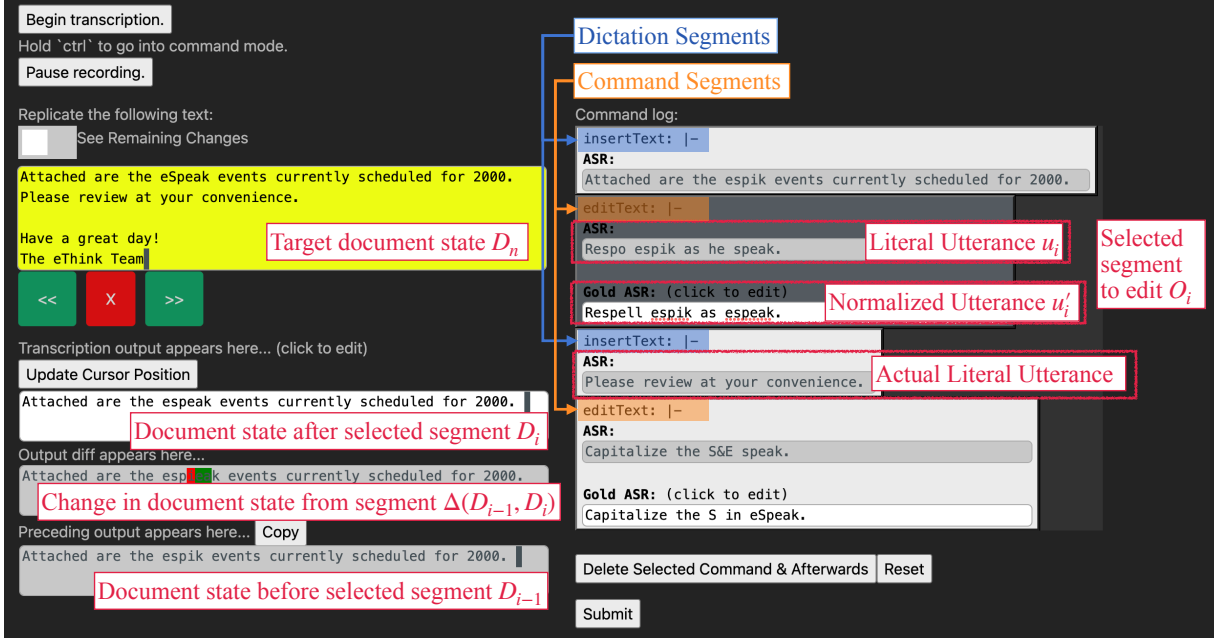 Begin transcription.
Hold `ctrl` to go into command mode.
Pause recording.
Replicate the following text:
See Remaining Changes
Attached are the eSpeak events currently scheduled for 2000.
Please review at your convenience.
Have a great day!
The eThink Team
Target document state Dn
<<
X
>>
Transcription output appears here... (click to edit)
Update Cursor Position
Attached are the espeak events currently scheduled for 2000.
Document state after selected segment Di
Output diff appears here...
Attached are the esp k events currently scheduled for 2000.
Change in document state from segment Δ(Di−1, Di)
Preceding output appears here...
Copy
Attached are the espik events currently scheduled for 2000.
Document state before selected segment Di−1
Dictation Segments
Command Segments
Command log:
insertText: |-
ASR:
Attached are the espik events currently scheduled for 2000.
editText: |-
ASR:
Respo espik as he speak.
Literal Utterance ui
Gold ASR: (click to edit)
Respell espik as espeak.
Normalized Utterance u′i
Selected
segment
to edit Oi
insertText: |-
ASR:
Please review at your convenience.
Actual Literal Utterance
editText: |-
ASR:
Capitalize the S&E speak.
Gold ASR: (click to edit)
Capitalize the S in eSpeak.
Delete Selected Command & Afterwards
Reset
Submit